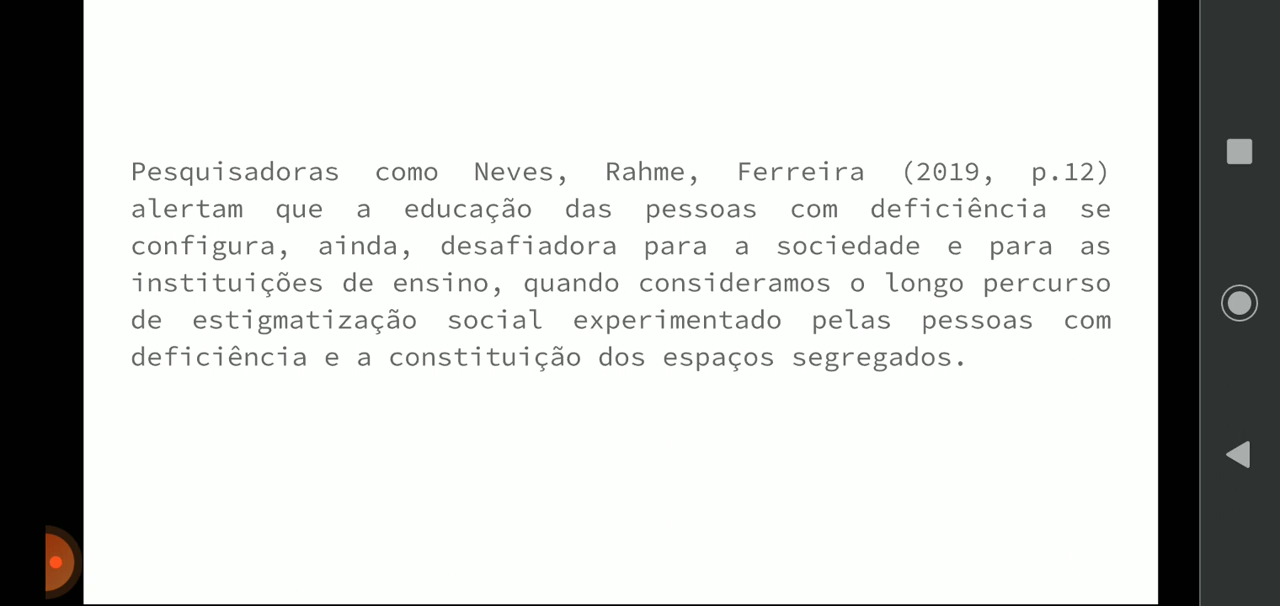 Pesquisadoras como Neves, Rahme, Ferreira (2019, p.12)
alertam que a educação das pessoas com deficiência se
configura, ainda, desafiadora para a sociedade e para as
instituições de ensino, quando consideramos o longo percurso
de estigmatização social experimentado pelas pessoas com
deficiência e a constituição dos espaços segregados.